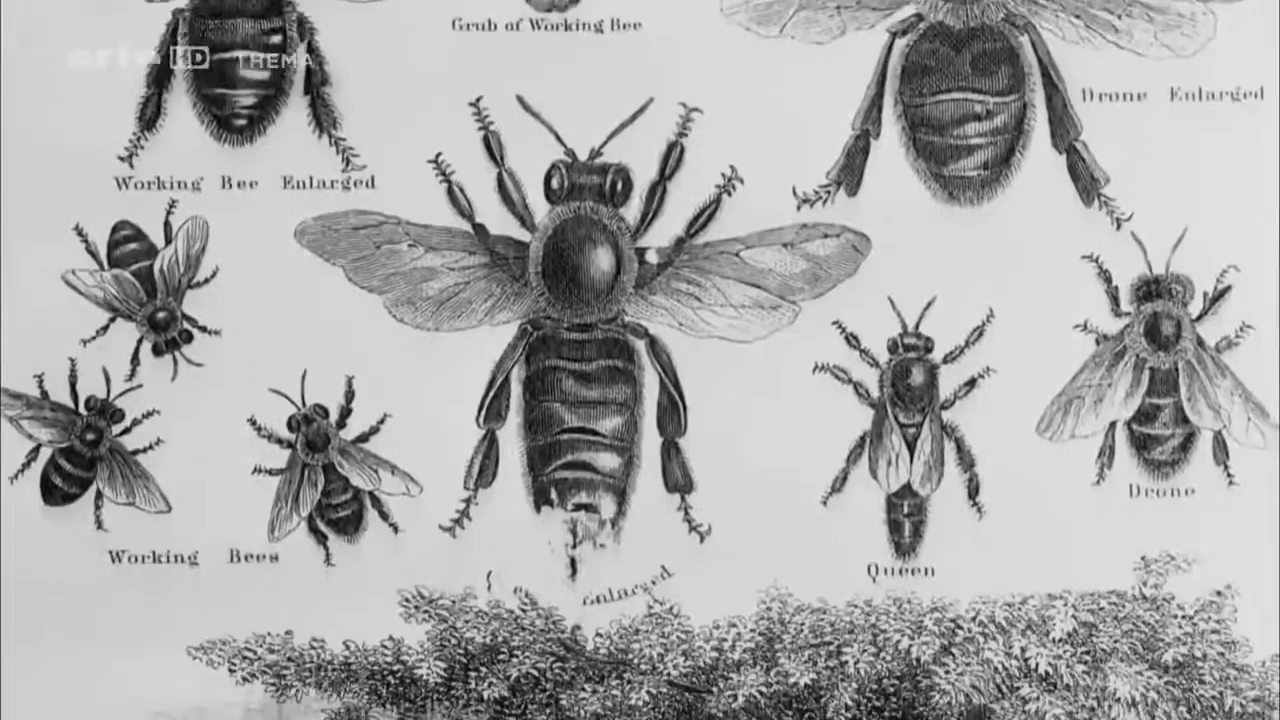 Grub of Working Bee
arte HD THEMA
Drone Enlarged
Working Bee Enlarged
Drone
Working Bees
Queen
Enlarged